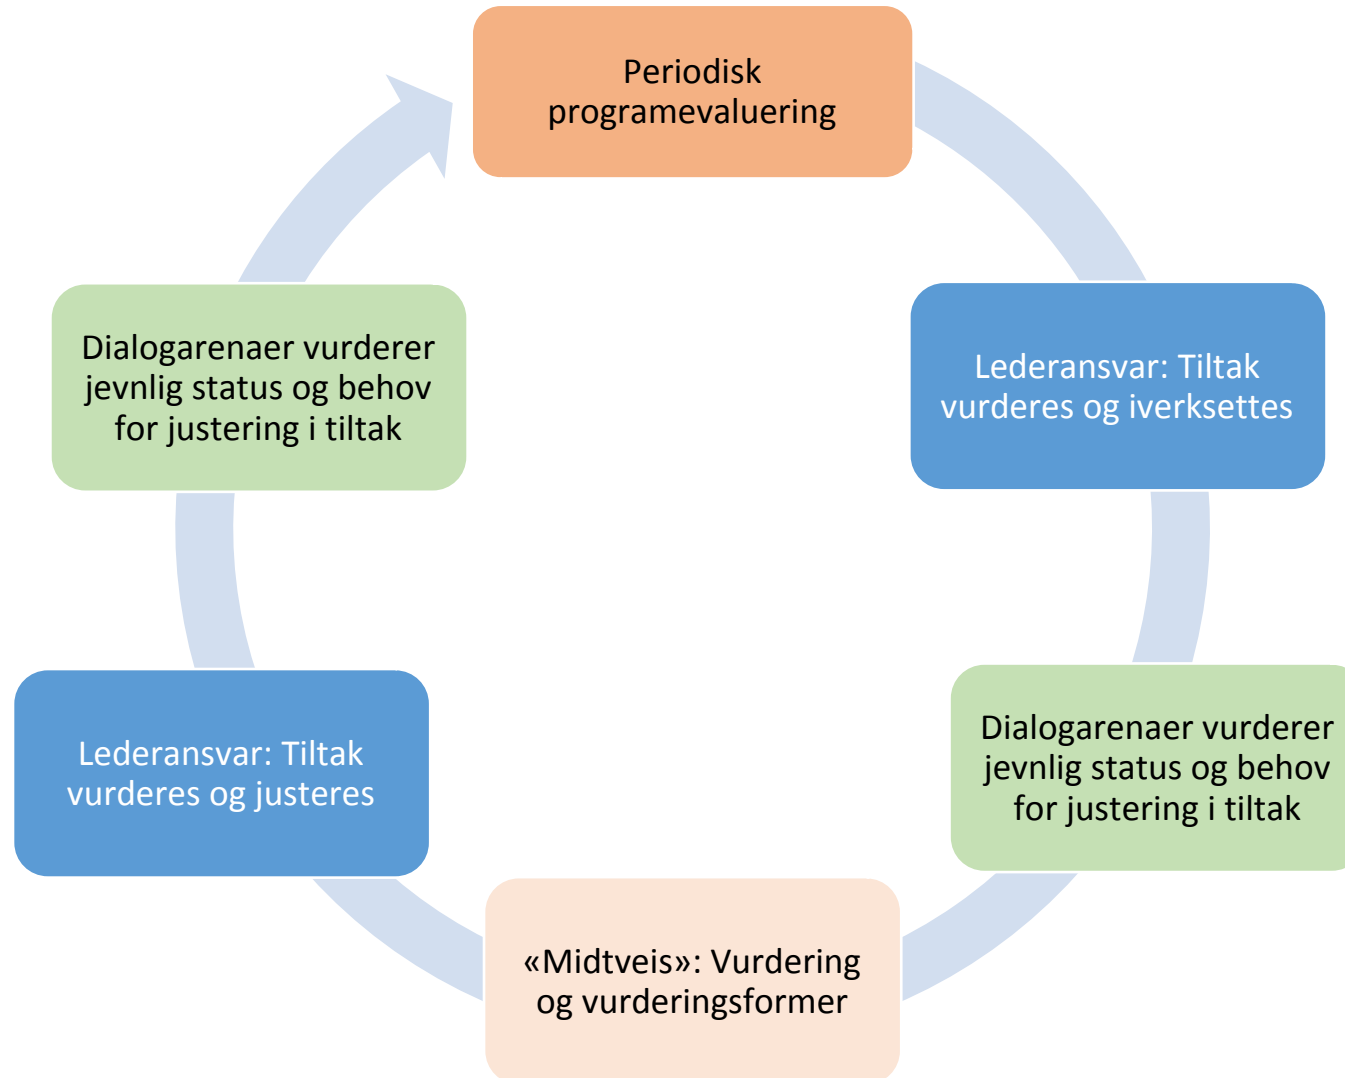 Periodisk
programevaluering
Lederansvar: Tiltak
vurderes og iverksettes
Dialogarenaer vurderer
jevnlig status og behov
for justering i tiltak
«Midtveis»: Vurdering
og vurderingsformer
Lederansvar: Tiltak
vurderes og justeres
Dialogarenaer vurderer
jevnlig status og behov
for justering i tiltak